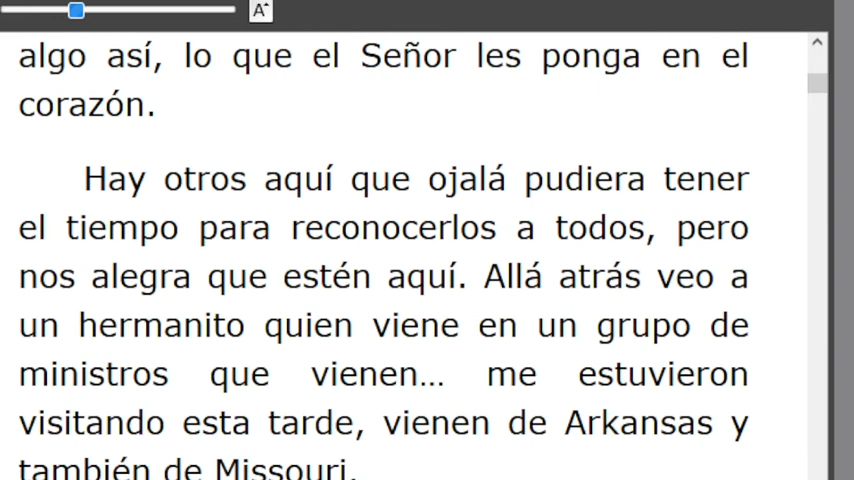 A
algo así, lo que el Señor les ponga en el
corazón.
Hay otros aquí que ojalá pudiera tener
el tiempo para reconocerlos a todos, pero
nos alegra que estén aquí. Allá atrás veo a
un hermanito quien viene en un grupo de
ministros que vienen... me estuvieron
visitando esta tarde, vienen de Arkansas y
también de Missouri.